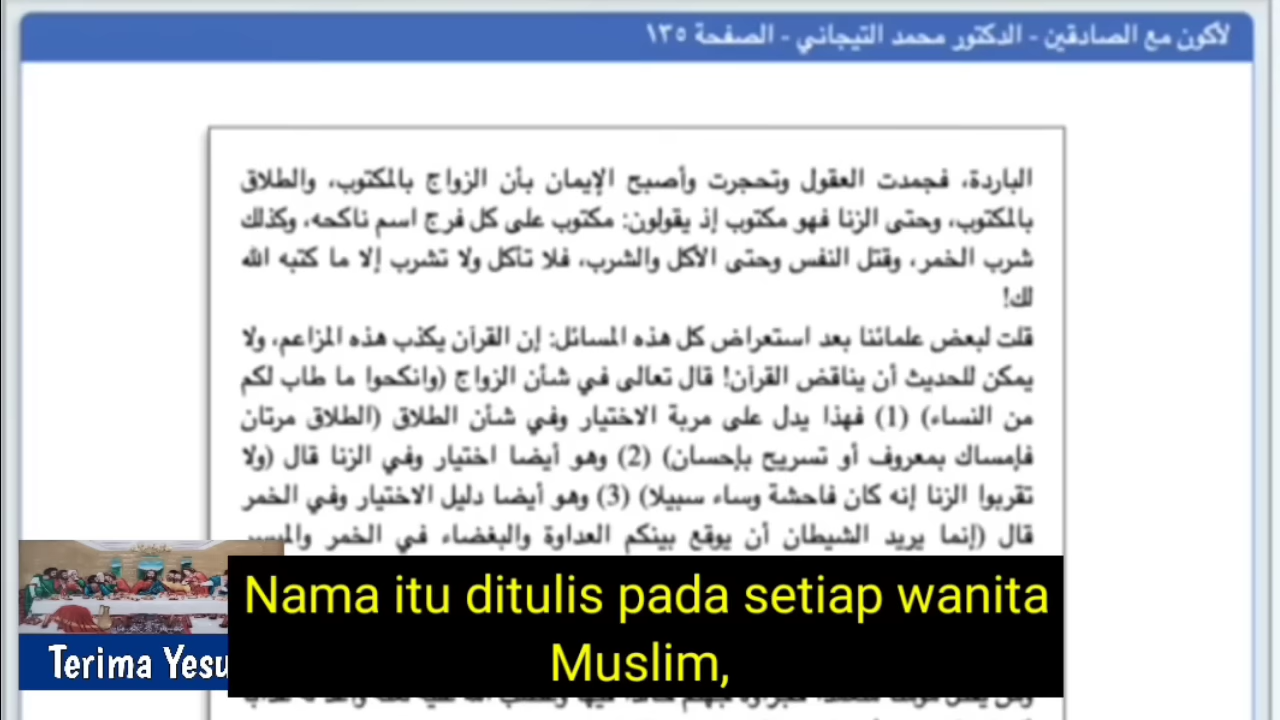 لأكون مع الصادقين - الدكتور محمد التيجاني - الصفحة ١٣٥
الباردة، فجمدت العقول وتحجرت وأصبح الإيمان بأن الزواج بالمكتوب، والطلاق
بالمكتوب، وحتى الزنا فهو مكتوب إذ يقولون: مكتوب على كل فرج اسم ناكحه، وكذلك
شرب الخمر، وقتل النفس وحتى الأكل والشرب، فلا تأكل ولا تشرب إلا ما كتبه الله
لك!
قلت لبعض علمائنا بعد استعراض كل هذه المسائل: إن القرآن يكذب هذه المزاعم، ولا
يمكن للحديث أن يناقض القرآن! قال تعالى في شأن الزواج (وانكحوا ما طاب لكم
من النساء) (1) فهذا يدل على مربة الاختيار وفي شأن الطلاق (الطلاق مرتان
فإمساك بمعروف أو تسريح بإحسان) (2) وهو أيضا اختيار وفي الزنا قال (ولا
تقربوا الزنا إنه كان فاحشة وساء سبيلا) (3) وهو أيضا دليل الاختيار وفي الخمر
قال (إنما يريد الشيطان أن يوقع بينكم العداوة والبغضاء في الخمر والميسر
Nama itu ditulis pada setiap wanita
Muslim,
Terima Yesu